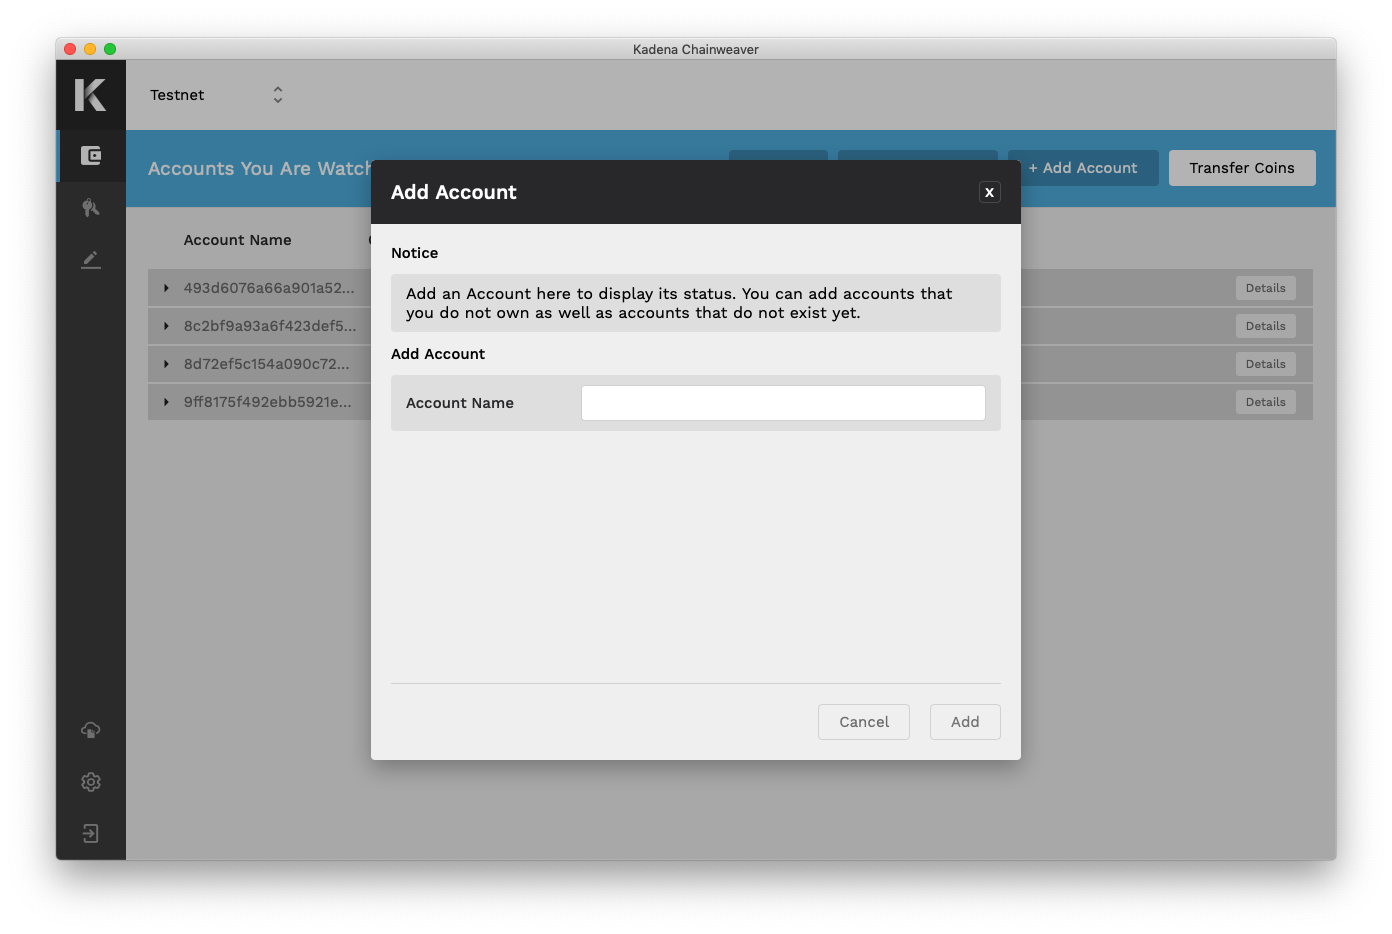 Kadena Chainweaver
Testnet
Accounts You Are Watch
+ Add Account
Transfer Coins
Add Account
X
Account Name
Notice
Add an Account here to display its status. You can add accounts that
you do not own as well as accounts that do not exist yet.
493d6076a66a901a52...
Details
8c2bf9a93a6f423def5...
Details
Add Account
8d72ef5c154a090c72...
Details
Account Name
9ff8175f492ebb5921e...
Details
Cancel
Add